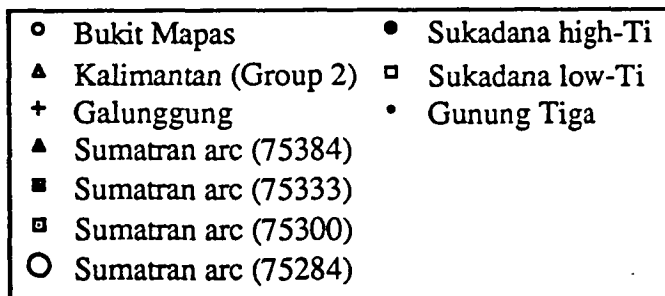 Bukit Mapas
Kalimantan (Group 2)
Galunggung
Sumatran arc (75384)
Sumatran arc (75333)
Sumatran arc (75300)
Sumatran arc (75284)
Sukadana high-Ti
Sukadana low-Ti
Gunung Tiga